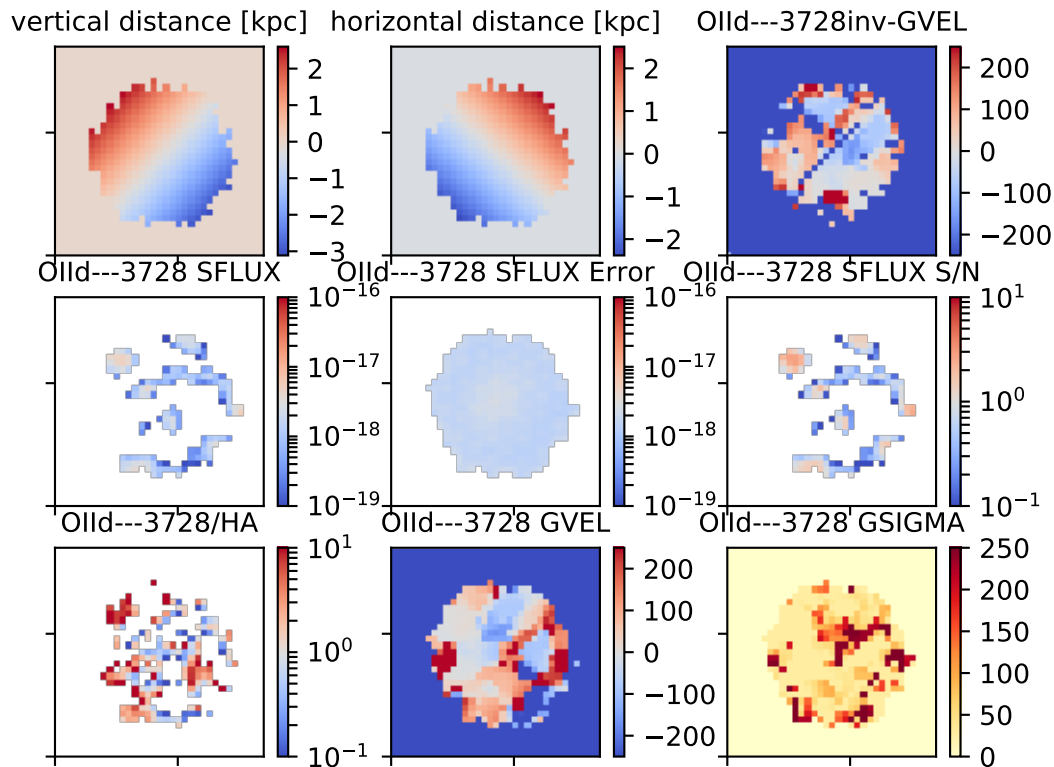 vertical distance [kpc] horizontal distance [kpc] OIId---3728inv-GVEL
2 2 200
1 1 100
0 0 0
−1 −1 −100
−2 −2 −200
−3
OIId---3728 SFLUX OIId---3728 SFLUX Error OIId---3728 SFLUX S/N
10⁻¹⁶ 10⁻¹⁶ 10¹
10⁻¹⁷ 10⁻¹⁷ 10⁰
10⁻¹⁸ 10⁻¹⁸ 10⁻¹
10⁻¹⁹ 10⁻¹⁹
OIId---3728/HA OIId---3728 GVEL OIId---3728 GSIGMA
10¹ 200 250
10⁰ 100 200
10⁻¹ 0 150
−100 100
−200 50
0